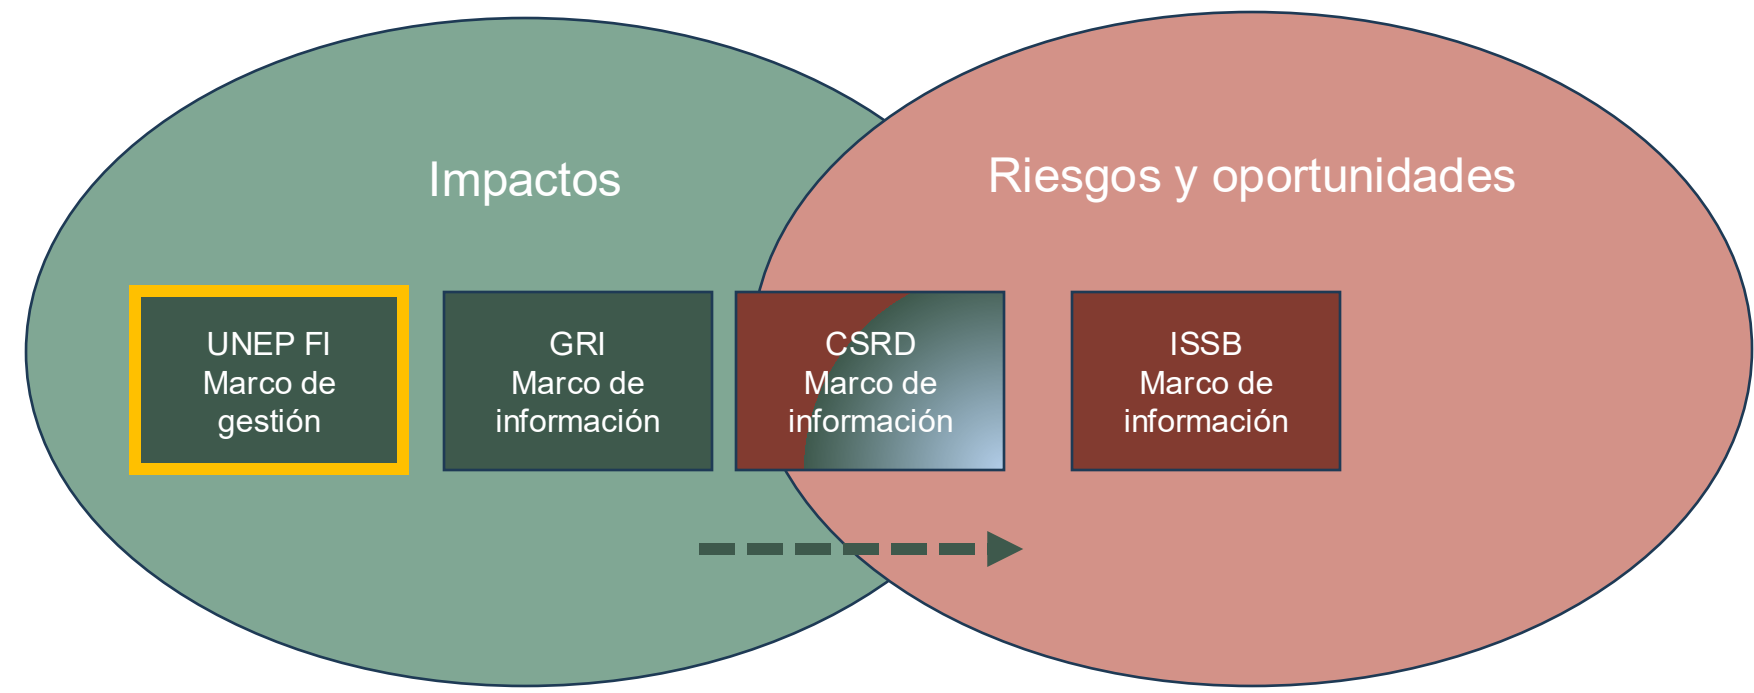 Impactos
Riesgos y oportunidades
UNEP FI
Marco de
gestión
GRI
Marco de
información
CSRD
Marco de
información
ISSB
Marco de
información